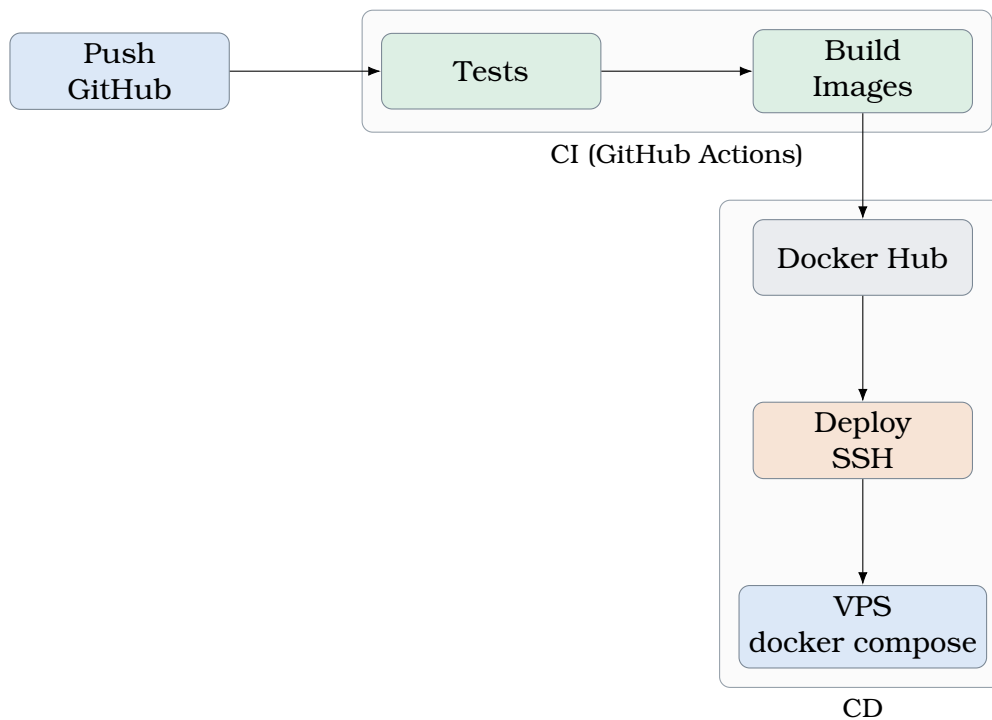 Push
GitHub
Tests
Build
Images
CI (GitHub Actions)
Docker Hub
Deploy
SSH
VPS
docker compose
CD